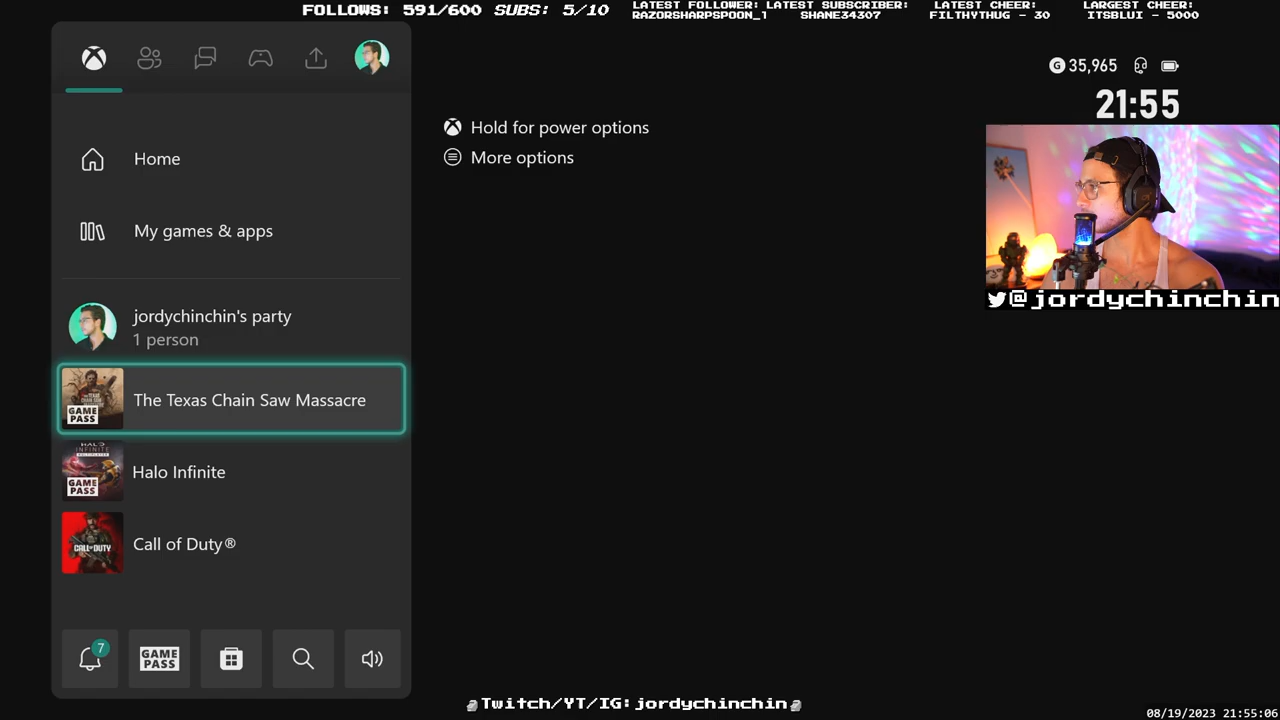 FOLLOWS: 591/600 SUBS: 5/10
LATEST FOLLOWER:
RAZORSHARPSPOON_1
LATEST SUBSCRIBER:
SHANE34307
LATEST CHEER:
FILTHYTHUG - 30
LARGEST CHEER:
ITSBLUI - 5000
G 35,965
21:55
Hold for power options
More options
Home
My games & apps
jordychinchin's party
1 person
GAME
PASS
The Texas Chain Saw Massacre
HALO
INFINITE
MULTIPLAYER
GAME
PASS
Halo Infinite
CALL OF DUTY
Call of Duty®
7
GAME
PASS
@jordychinchin
Twitch/YT/IG:jordychinchin
08/19/2023 21:55:06